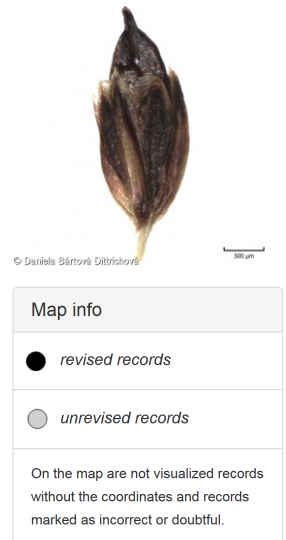 500 µm
© Daniela Bártová Dittrichová
Map info
revised records
unrevised records
On the map are not visualized records
without the coordinates and records
marked as incorrect or doubtful.